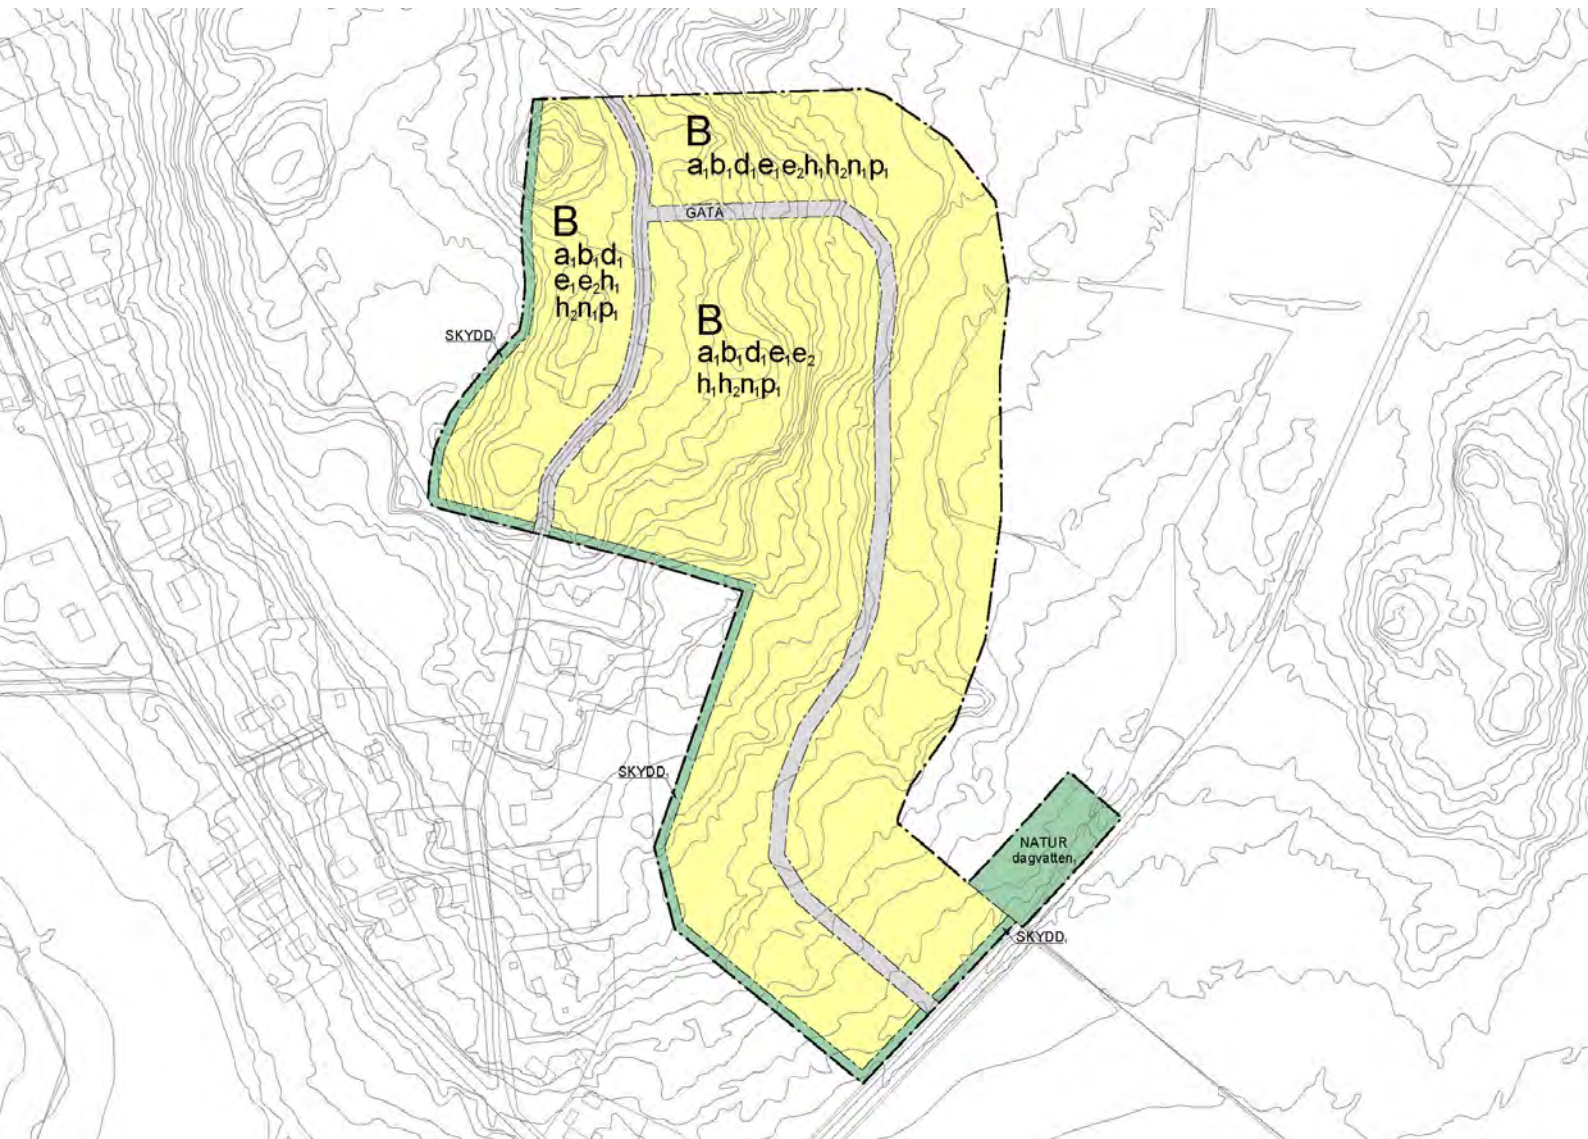 B
a₁b₁d₁e₁e₂h₁h₂n₁p₁
GATA
B
a₁b₁d₁
e₁e₂h₁
h₂n₁p₁
B
a₁b₁d₁e₁e₂
h₁h₂n₁p₁
SKYDD₁
SKYDD₁
NATUR
dagvatten₁
SKYDD₁